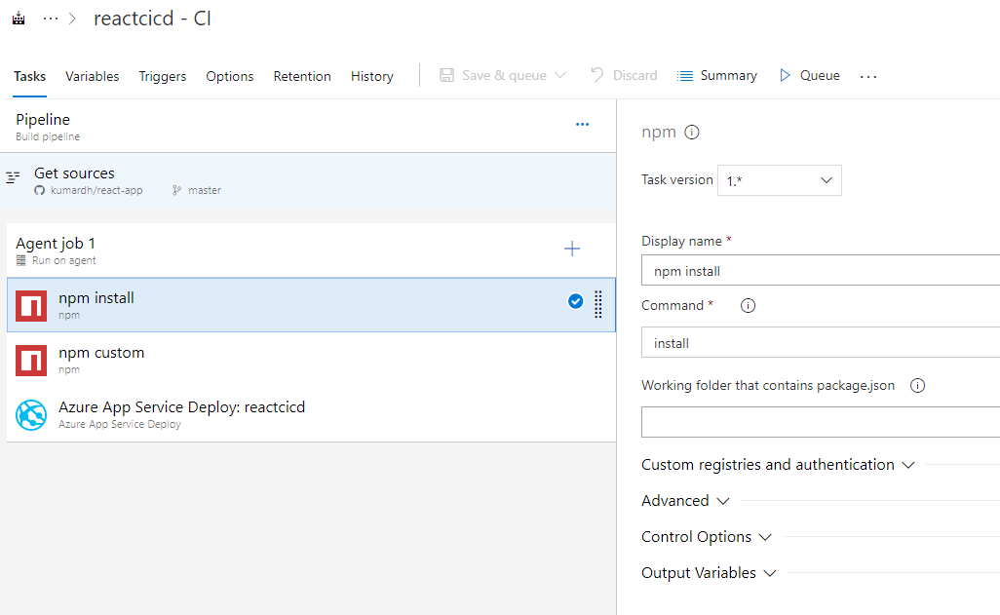 ··· > reactcicd - CI
Tasks Variables Triggers Options Retention History Save & queue Discard Summary Queue ···
Pipeline
Build pipeline
Get sources
kumardh/react-app master
Agent job 1
Run on agent
npm install
npm
npm custom
npm
Azure App Service Deploy: reactcicd
Azure App Service Deploy
npm
Task version 1.*
Display name *
npm install
Command *
install
Working folder that contains package.json
Custom registries and authentication
Advanced
Control Options
Output Variables